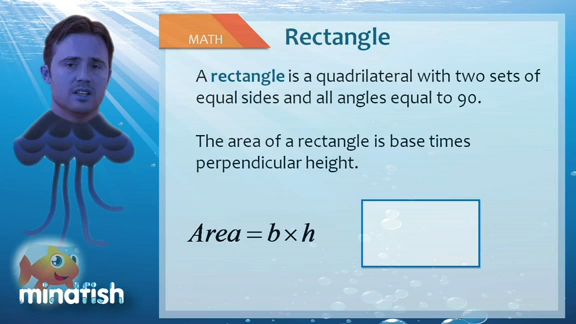 MATH
Rectangle
A rectangle is a quadrilateral with two sets of
equal sides and all angles equal to 90.
The area of a rectangle is base times
perpendicular height.
Area = b × h
minafish